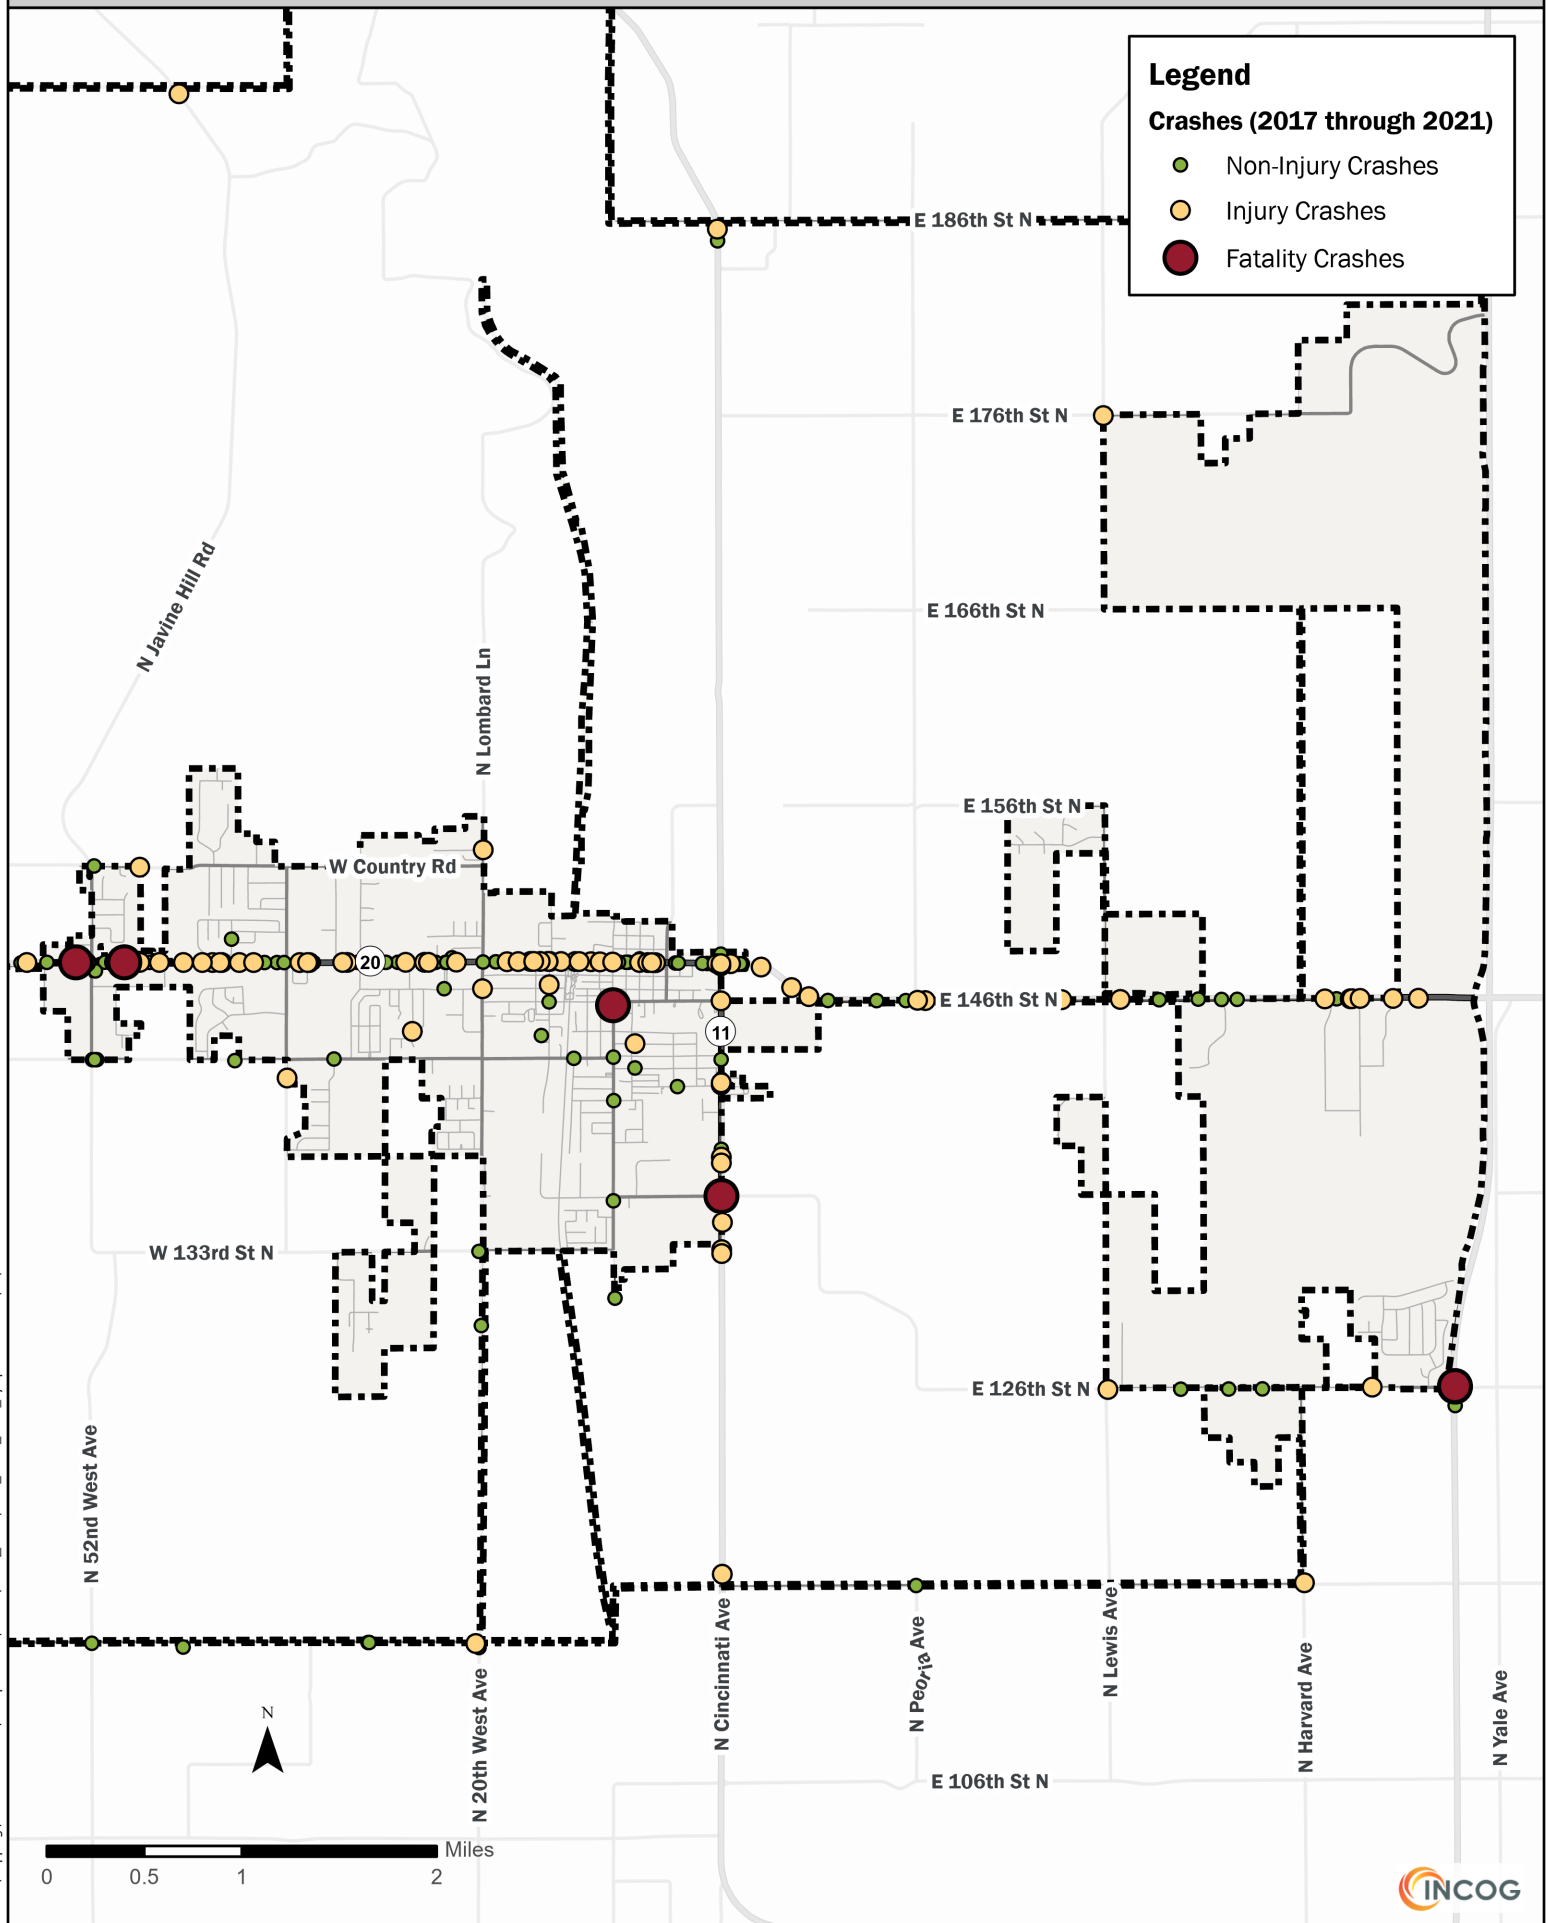 Legend
Crashes (2017 through 2021)
Non-Injury Crashes
Injury Crashes
Fatality Crashes
E 186th St N
E 176th St N
N Javine Hill Rd
E 166th St N
N Lombard Ln
E 156th St N
W Country Rd
20
E 146th St N
11
W 133rd St N
E 126th St N
N 52nd West Ave
N 20th West Ave
N Cincinnati Ave
N Peoria Ave
N Lewis Ave
N Harvard Ave
N Yale Ave
N
E 106th St N
Miles
0 0.5 1 2
INCOG